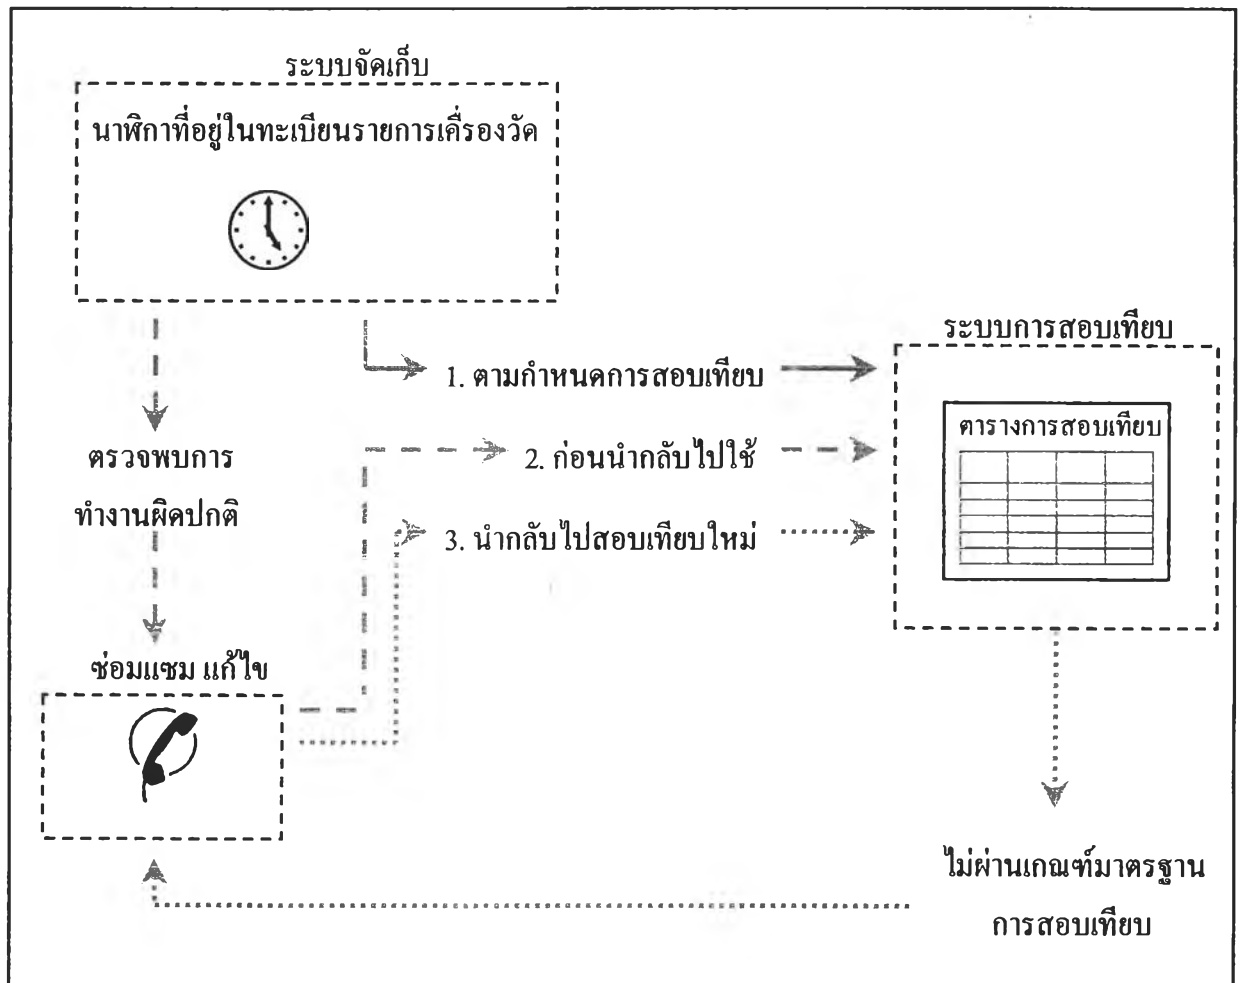 ระบบจัดเก็บ
นาฬิกาที่อยู่ในทะเบียนรายการเครื่องวัด
ระบบการสอบเทียบ
1. ตามกำหนดการสอบเทียบ
ตารางการสอบเทียบ
2. ก่อนนำกลับไปใช้
ตรวจพบการ
ทำงานผิดปกติ
3. นำกลับไปสอบเทียบใหม่
ซ่อมแซม แก้ไข
ไม่ผ่านเกณฑ์มาตรฐาน
การสอบเทียบ